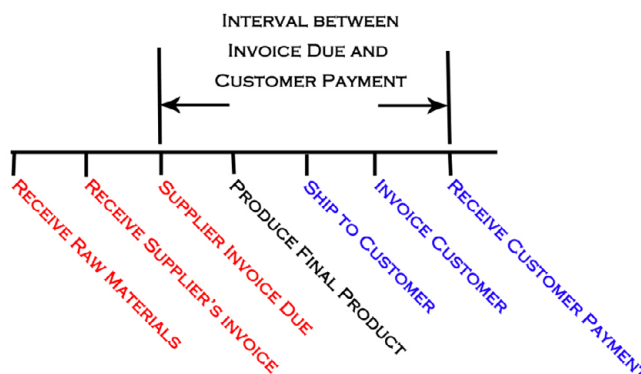 Interval between
Invoice Due and
Customer Payment
Receive Raw Materials
Receive Supplier's invoice
Supplier Invoice Due
Produce Final Product
Ship to Customer
Invoice Customer
Receive Customer Payment